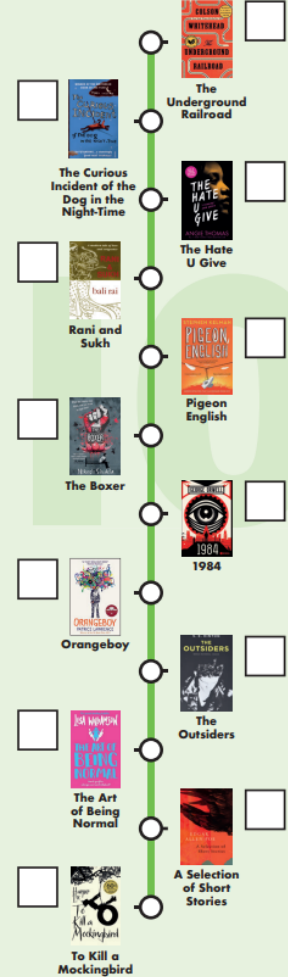 COLSON
WHITEHEAD
THE
UNDERGROUND
RAILROAD
The
Underground
Railroad
The Curious
Incident of the
Dog in the
Night-Time
THE
HATE
U
GIVE
ANGIE THOMAS
The Hate
U Give
bali rai
Rani and
Sukh
STEPHEN KELMAN
PIGEON
ENGLISH
Pigeon
English
THE
BOXER
The Boxer
GEORGE ORWELL
1984
1984
ORANGEBOY
PATRICE LAWRENCE
Orangeboy
THE
OUTSIDERS
The
Outsiders
LISA WILLIAMSON
THE ART OF
BEING
NORMAL
The Art
of Being
Normal
A Selection
of Short
Stories
Harper Lee
To
Kill a
Mockingbird
To Kill a
Mockingbird
10